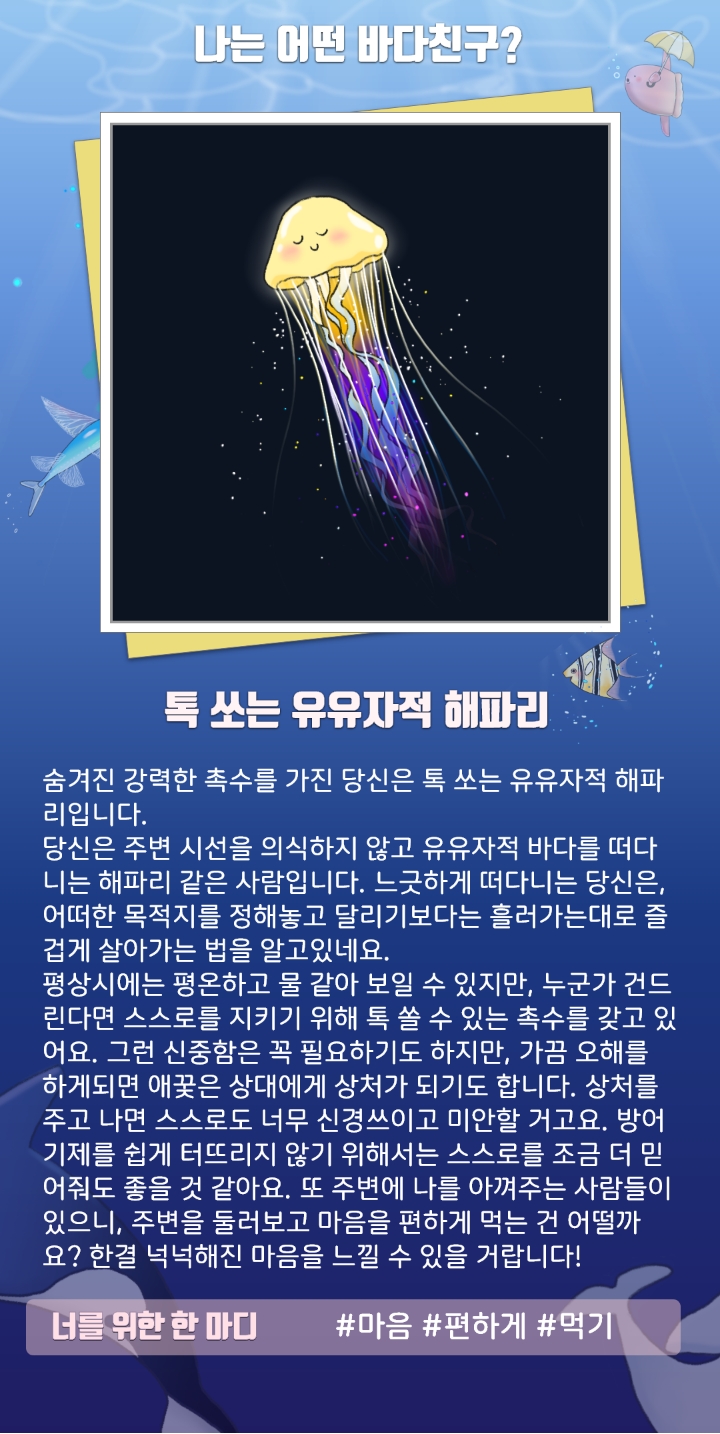 나는 어떤 바다친구?
톡 쏘는 유유자적 해파리
숨겨진 강력한 촉수를 가진 당신은 톡 쏘는 유유자적 해파
리입니다.
당신은 주변 시선을 의식하지 않고 유유자적 바다를 떠다
니는 해파리 같은 사람입니다. 느긋하게 떠다니는 당신은,
어떠한 목적지를 정해놓고 달리기보다는 흘러가는대로 즐
겁게 살아가는 법을 알고있네요.
평상시에는 평온하고 물 같아 보일 수 있지만, 누군가 건드
린다면 스스로를 지키기 위해 톡 쏠 수 있는 촉수를 갖고 있
어요. 그런 신중함은 꼭 필요하기도 하지만, 가끔 오해를
하게되면 애꿎은 상대에게 상처가 되기도 합니다. 상처를
주고 나면 스스로도 너무 신경쓰이고 미안할 거고요. 방어
기제를 쉽게 터뜨리지 않기 위해서는 스스로를 조금 더 믿
어줘도 좋을 것 같아요. 또 주변에 나를 아껴주는 사람들이
있으니, 주변을 둘러보고 마음을 편하게 먹는 건 어떨까
요? 한결 넉넉해진 마음을 느낄 수 있을 거랍니다!
너를 위한 한 마디 #마음 #편하게 #먹기